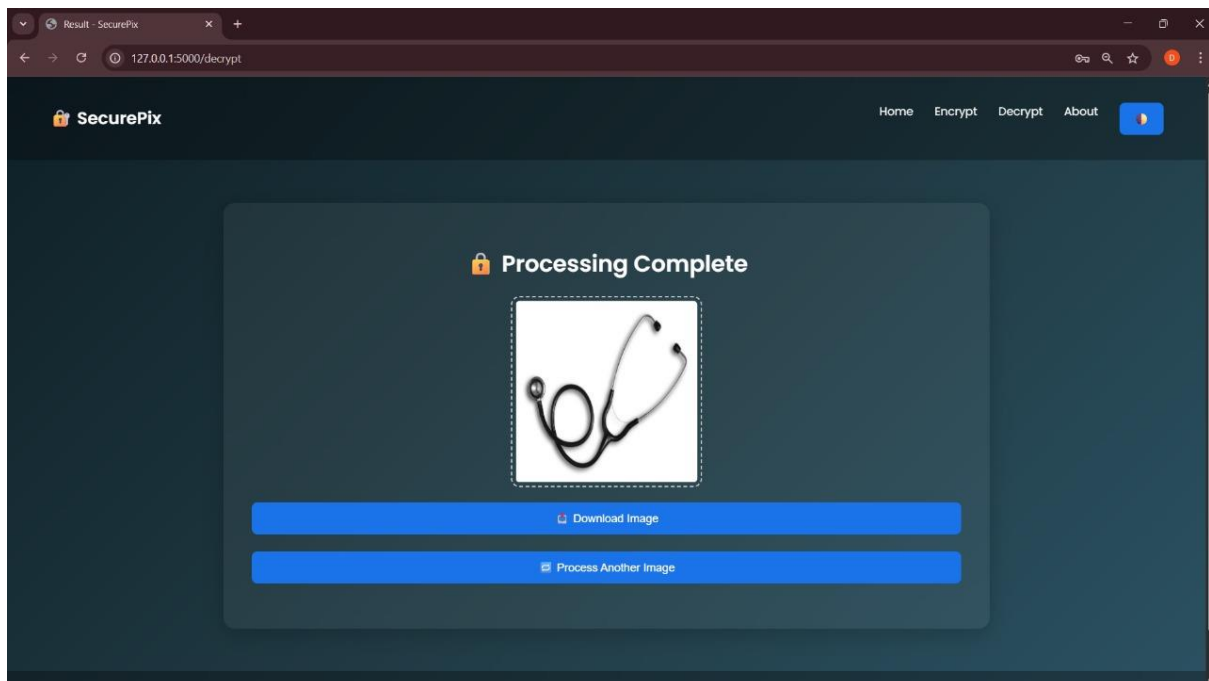 Result - SecurePix
127.0.0.1:5000/decrypt
D
SecurePix
Home Encrypt Decrypt About
Processing Complete
Download Image
Process Another Image